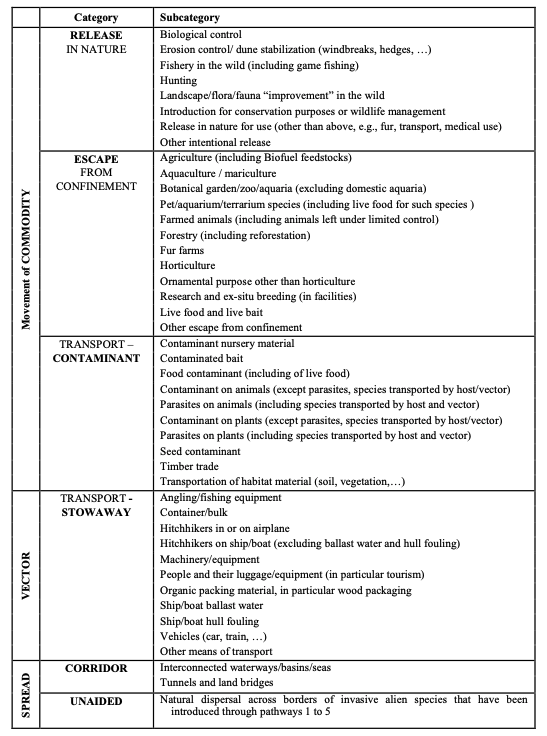 Category Subcategory
Movement of COMMODITY
RELEASE
IN NATURE
Biological control
Erosion control/ dune stabilization (windbreaks, hedges, …)
Fishery in the wild (including game fishing)
Hunting
Landscape/flora/fauna “improvement” in the wild
Introduction for conservation purposes or wildlife management
Release in nature for use (other than above, e.g., fur, transport, medical use)
Other intentional release
ESCAPE
FROM
CONFINEMENT
Agriculture (including Biofuel feedstocks)
Aquaculture / mariculture
Botanical garden/zoo/aquaria (excluding domestic aquaria)
Pet/aquarium/terrarium species (including live food for such species )
Farmed animals (including animals left under limited control)
Forestry (including reforestation)
Fur farms
Horticulture
Ornamental purpose other than horticulture
Research and ex-situ breeding (in facilities)
Live food and live bait
Other escape from confinement
TRANSPORT –
CONTAMINANT
Contaminant nursery material
Contaminated bait
Food contaminant (including of live food)
Contaminant on animals (except parasites, species transported by host/vector)
Parasites on animals (including species transported by host and vector)
Contaminant on plants (except parasites, species transported by host/vector)
Parasites on plants (including species transported by host and vector)
Seed contaminant
Timber trade
Transportation of habitat material (soil, vegetation,…)
VECTOR
TRANSPORT -
STOWAWAY
Angling/fishing equipment
Container/bulk
Hitchhikers in or on airplane
Hitchhikers on ship/boat (excluding ballast water and hull fouling)
Machinery/equipment
People and their luggage/equipment (in particular tourism)
Organic packing material, in particular wood packaging
Ship/boat ballast water
Ship/boat hull fouling
Vehicles (car, train, …)
Other means of transport
SPREAD
CORRIDOR
Interconnected waterways/basins/seas
Tunnels and land bridges
UNAIDED
Natural dispersal across borders of invasive alien species that have been
introduced through pathways 1 to 5